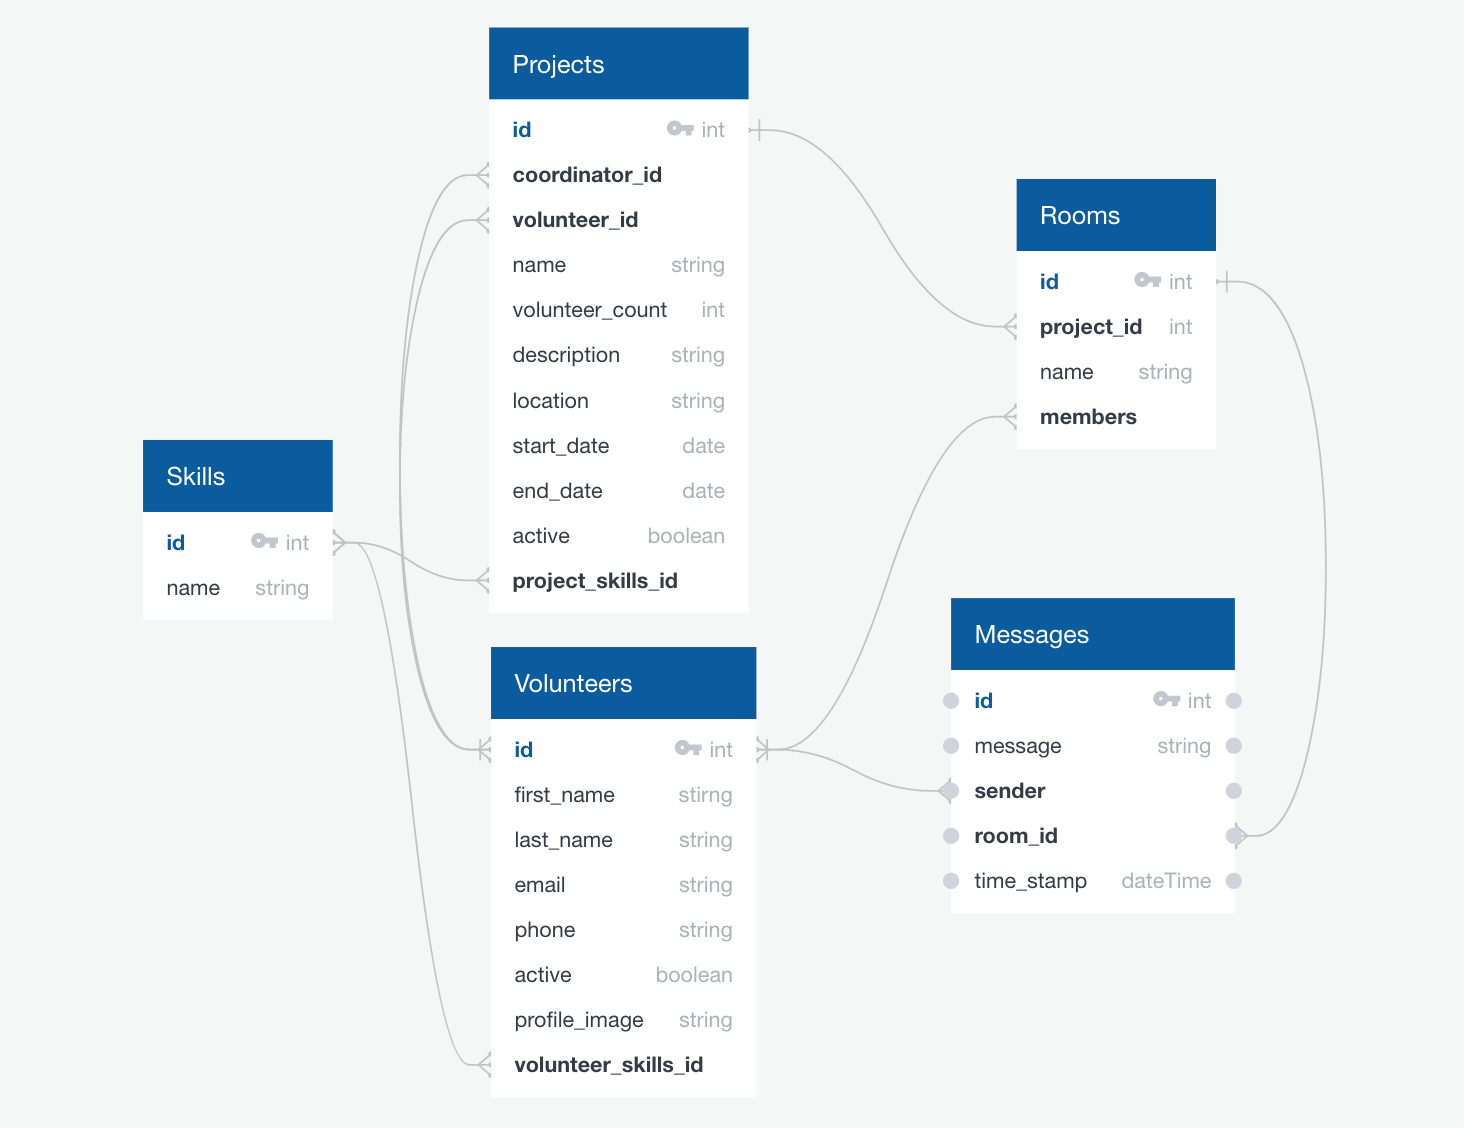 Projects
id int
coordinator_id
volunteer_id
name string
volunteer_count int
description string
location string
start_date date
end_date date
active boolean
project_skills_id
Rooms
id int
project_id int
name string
members
Skills
id int
name string
Volunteers
id int
first_name stirng
last_name string
email string
phone string
active boolean
profile_image string
volunteer_skills_id
Messages
id int
message string
sender
room_id
time_stamp dateTime